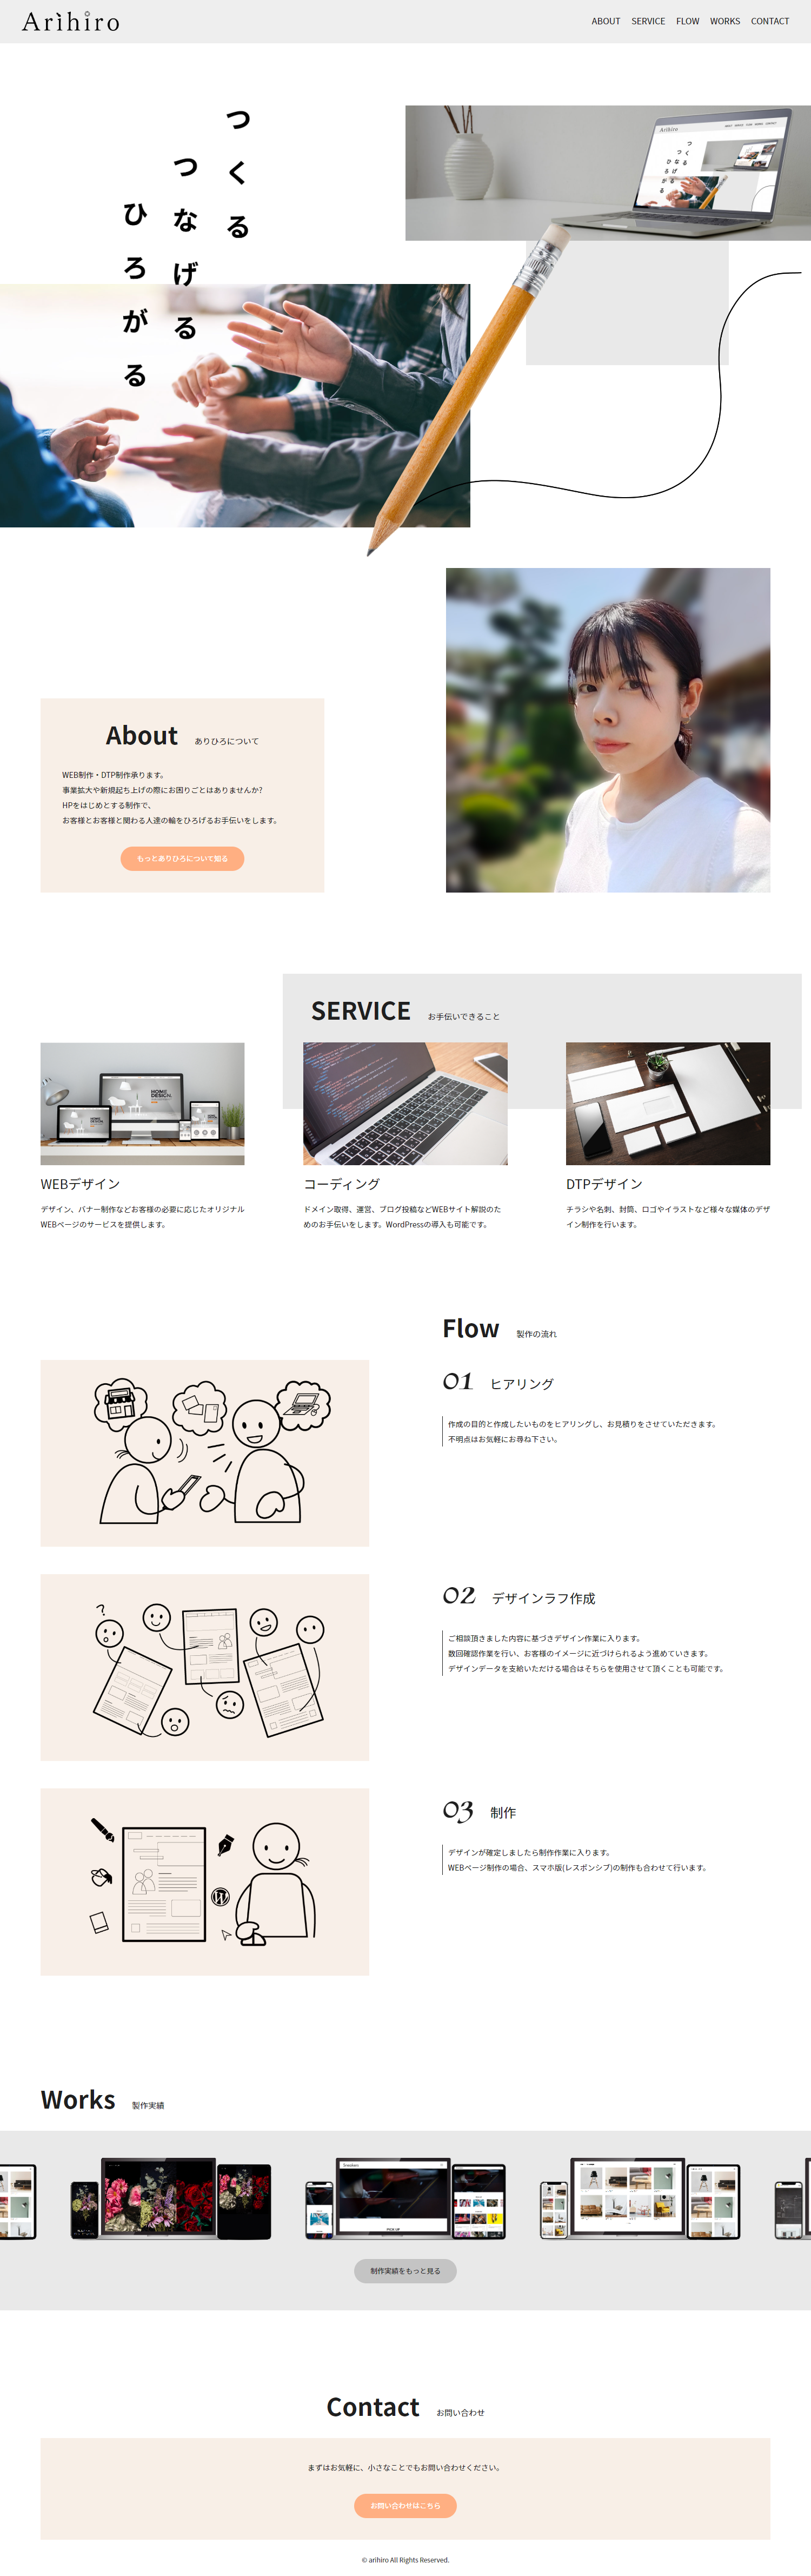 Arihiro
ABOUT SERVICE FLOW WORKS CONTACT
つくる
つなげる
ひろがる
About ありひろについて
WEB制作・DTP制作承ります。
事業拡大や新規起ち上げの際にお困りごとはありませんか?
HPをはじめとする制作で、
お客様とお客様と関わる人達の輪をひろげるお手伝いをします。
もっとありひろについて知る
SERVICE お手伝いできること
HOME DESIGN.
WEBデザイン
デザイン、バナー制作などお客様の必要に応じたオリジナル
WEBページのサービスを提供します。
コーディング
ドメイン取得、運営、ブログ投稿などWEBサイト解説のた
めのお手伝いをします。WordPressの導入も可能です。
DTPデザイン
チラシや名刺、封筒、ロゴやイラストなど様々な媒体のデザ
イン制作を行います。
Flow 製作の流れ
01 ヒアリング
作成の目的と作成したいものをヒアリングし、お見積りをさせていただきます。
不明点はお気軽にお尋ね下さい。
02 デザインラフ作成
ご相談頂きました内容に基づきデザイン作業に入ります。
数回確認作業を行い、お客様のイメージに近づけられるよう進めていきます。
デザインデータを支給いただける場合はそちらを使用させて頂くことも可能です。
03 制作
デザインが確定しましたら制作作業に入ります。
WEBページ制作の場合、スマホ版(レスポンシブ)の制作も合わせて行います。
Works 製作実績
PICK UP
制作実績をもっと見る
Contact お問い合わせ
まずはお気軽に、小さなことでもお問い合わせください。
お問い合わせはこちら
© arihiro All Rights Reserved.